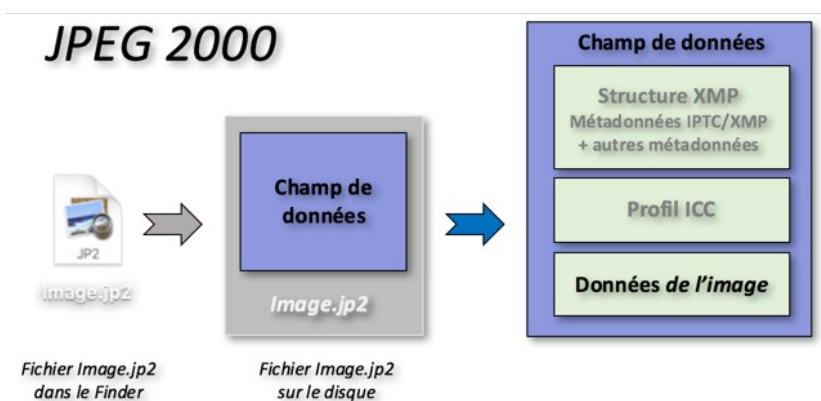 JPEG 2000
Champ de données
Structure XMP
Métadonnées IPTC/XMP
+ autres métadonnées
Profil ICC
Données de l'image
Champ de
données
Image.jp2
JP2
Image.jp2
Fichier Image.jp2
dans le Finder
Fichier Image.jp2
sur le disque